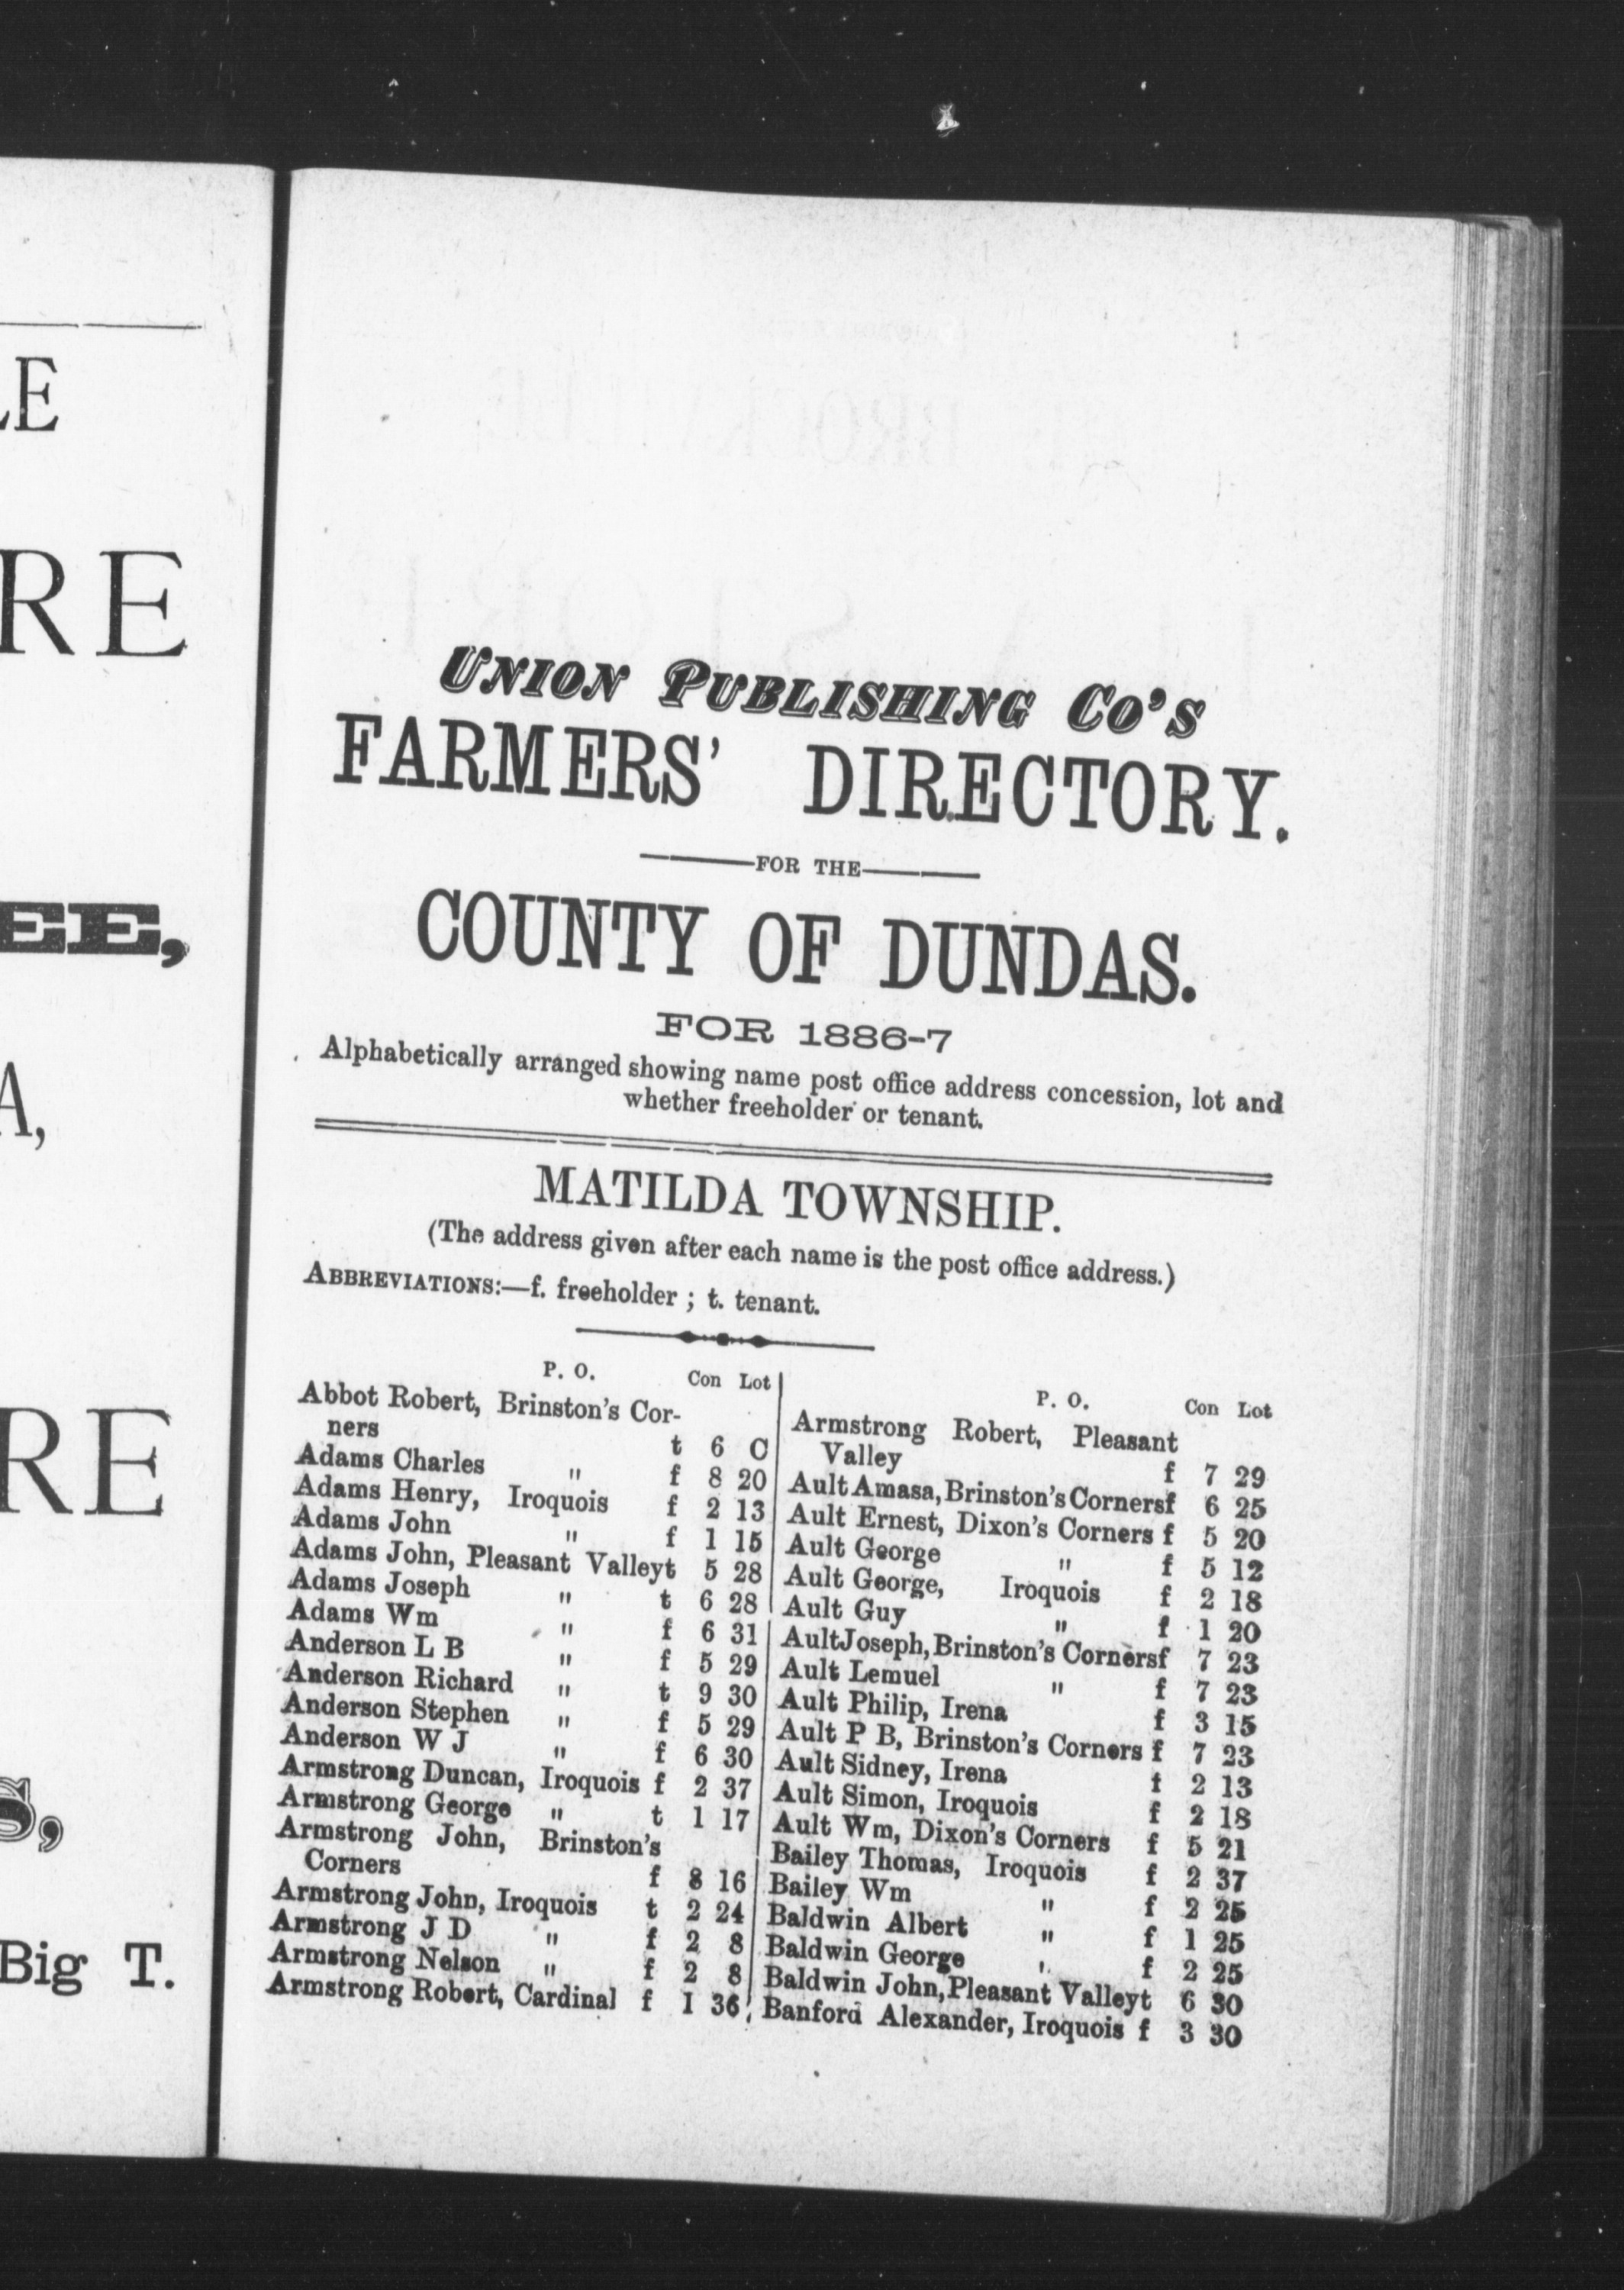 LE
RE
EE,
A,
RE
S,
Big T.
UNION PUBLISHING CO'S
FARMERS' DIRECTORY.
FOR THE
COUNTY OF DUNDAS.
FOR 1886-7
Alphabetically arranged showing name post office address concession, lot and
whether freeholder or tenant.
MATILDA TOWNSHIP.
(The address given after each name is the post office address.)
ABBREVIATIONS:—f. freeholder ; t. tenant.
P. O. Con Lot
Abbot Robert, Brinston's Cor-
ners t 6 C
Adams Charles " f 8 20
Adams Henry, Iroquois f 2 13
Adams John " f 1 15
Adams John, Pleasant Valleyt 5 28
Adams Joseph " t 6 28
Adams Wm " f 6 31
Anderson L B " f 5 29
Anderson Richard " t 9 30
Anderson Stephen " f 5 29
Anderson W J " f 6 30
Armstrong Duncan, Iroquois f 2 37
Armstrong George " t 1 17
Armstrong John, Brinston's
Corners f 8 16
Armstrong John, Iroquois t 2 24
Armstrong J D " f 2 8
Armstrong Nelson " f 2 8
Armstrong Robert, Cardinal f 1 36
P. O. Con Lot
Armstrong Robert, Pleasant
Valley f 7 29
Ault Amasa, Brinston's Cornersf 6 25
Ault Ernest, Dixon's Corners f 5 20
Ault George " f 5 12
Ault George, Iroquois f 2 18
Ault Guy " f 1 20
Ault Joseph, Brinston's Cornersf 7 23
Ault Lemuel " f 7 23
Ault Philip, Irena f 3 15
Ault P B, Brinston's Corners f 7 23
Ault Sidney, Irena f 2 13
Ault Simon, Iroquois f 2 18
Ault Wm, Dixon's Corners f 5 21
Bailey Thomas, Iroquois f 2 37
Bailey Wm " f 2 25
Baldwin Albert " f 1 25
Baldwin George " f 2 25
Baldwin John, Pleasant Valleyt 6 30
Banford Alexander, Iroquois f 3 30